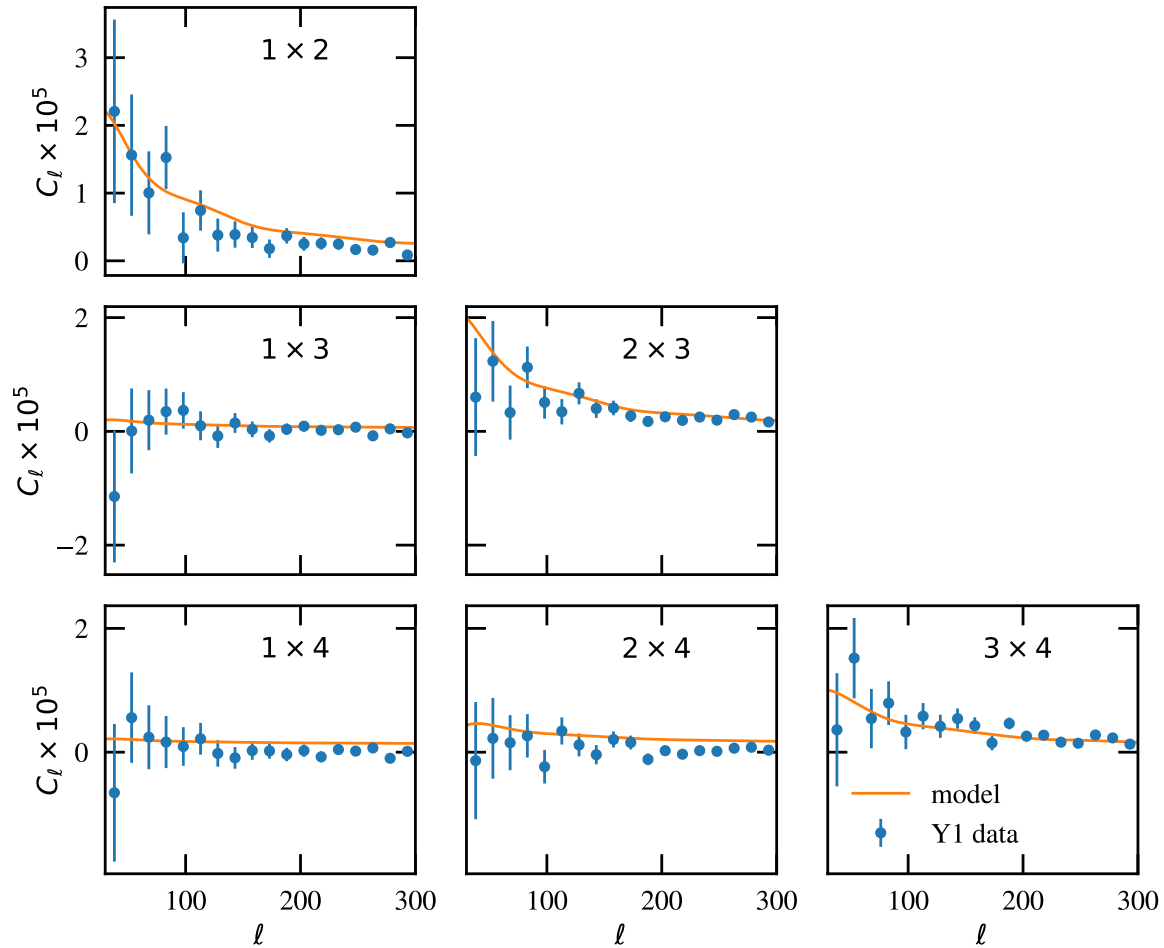 3
2
1
0
C_ℓ × 10^5
1 × 2
2
0
−2
C_ℓ × 10^5
1 × 3
2 × 3
2
0
C_ℓ × 10^5
1 × 4
2 × 4
3 × 4
model
Y1 data
100 200 300 100 200 300 100 200 300
ℓ ℓ ℓ